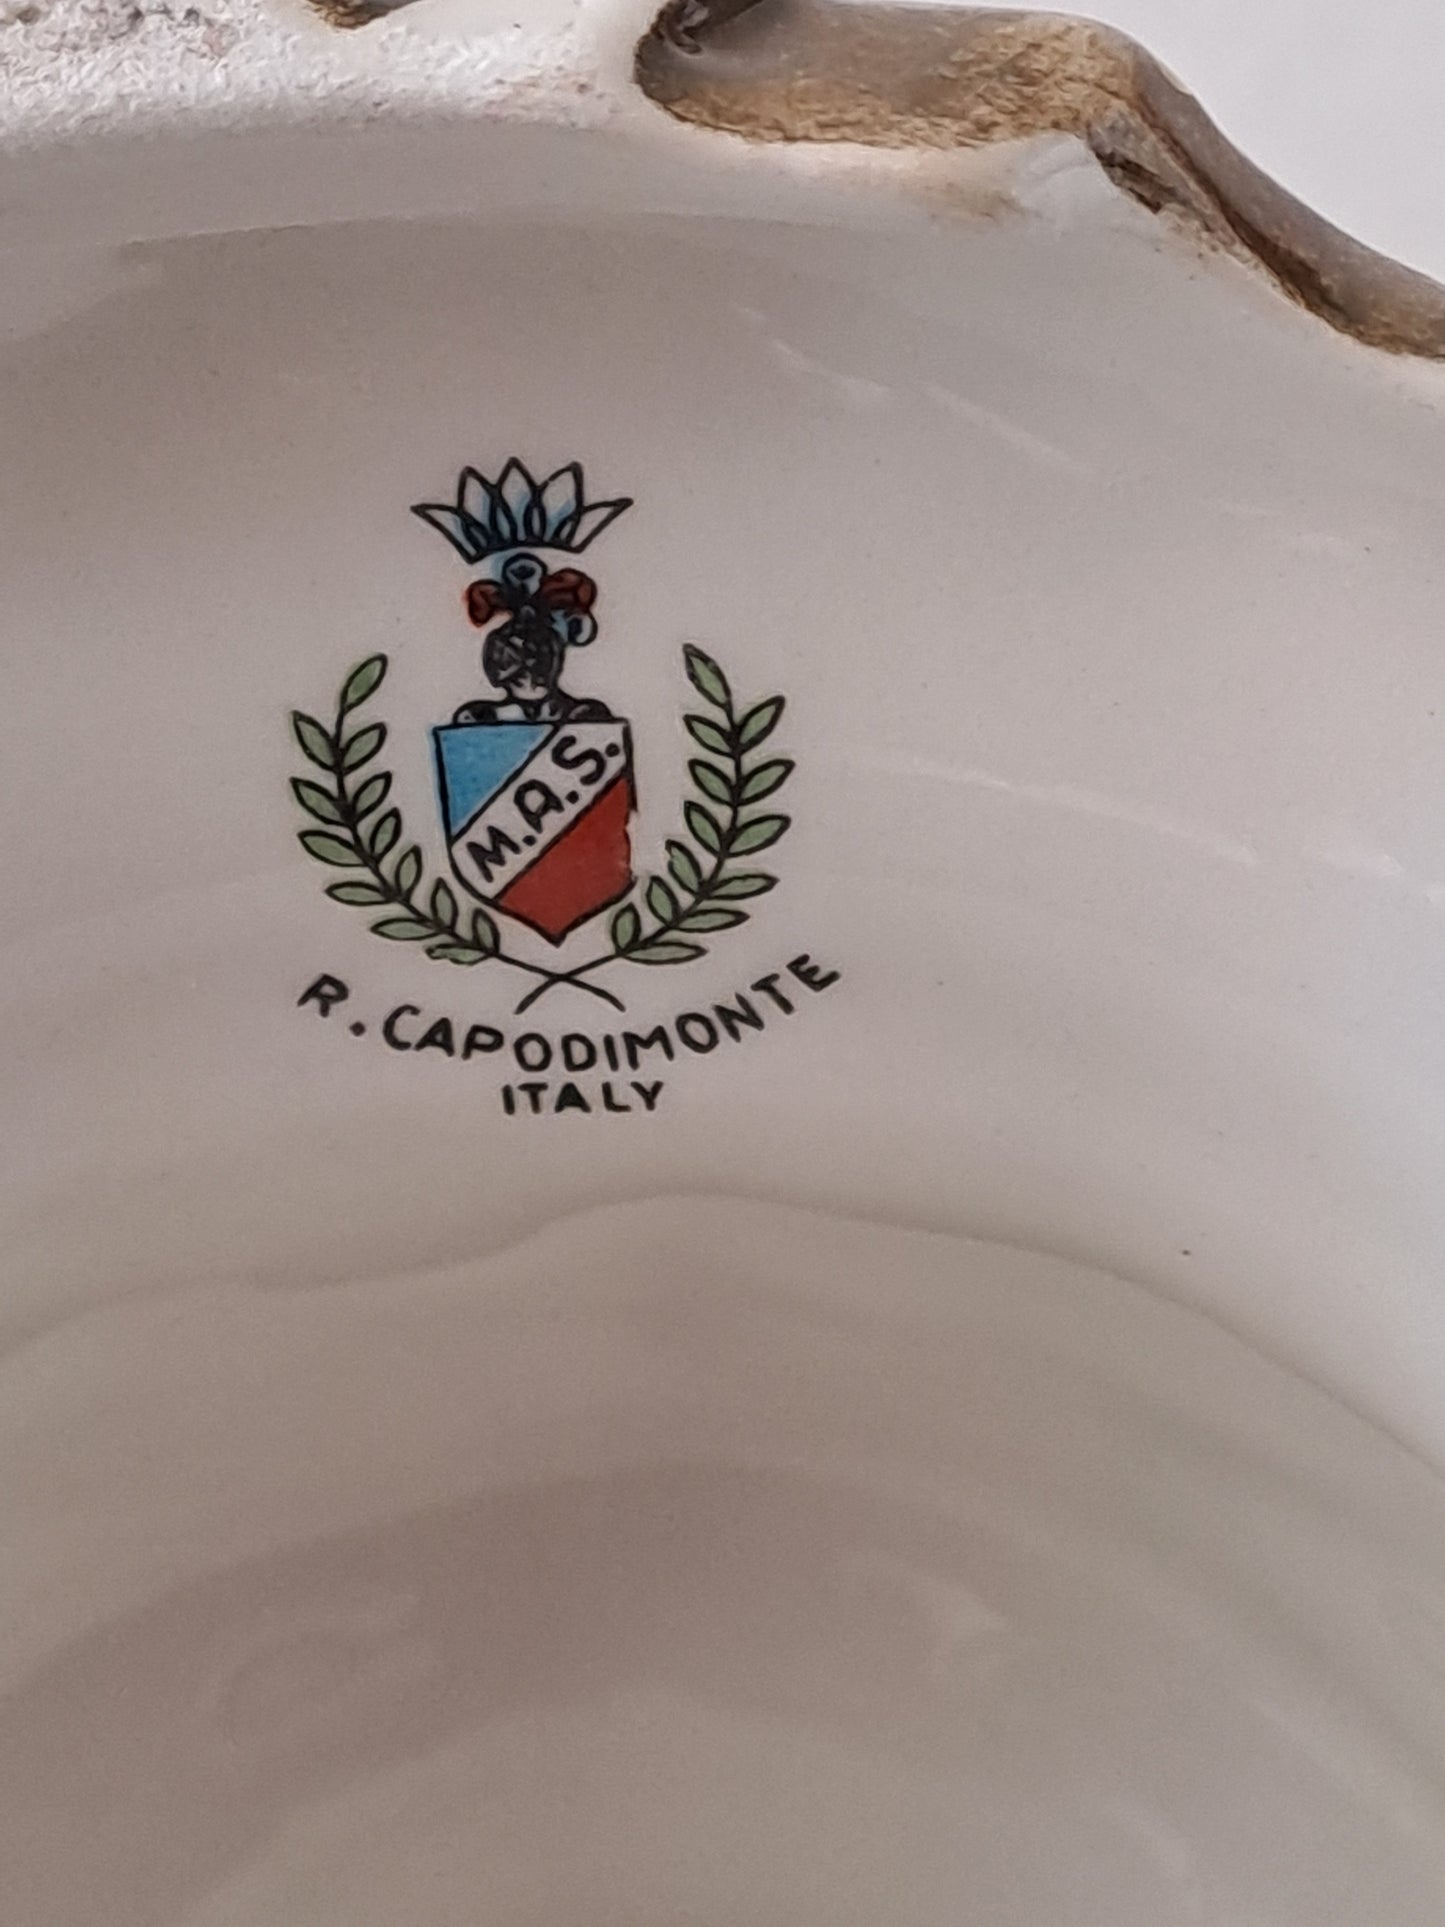 M.A.S.
R. CAPODIMONTE
ITALY